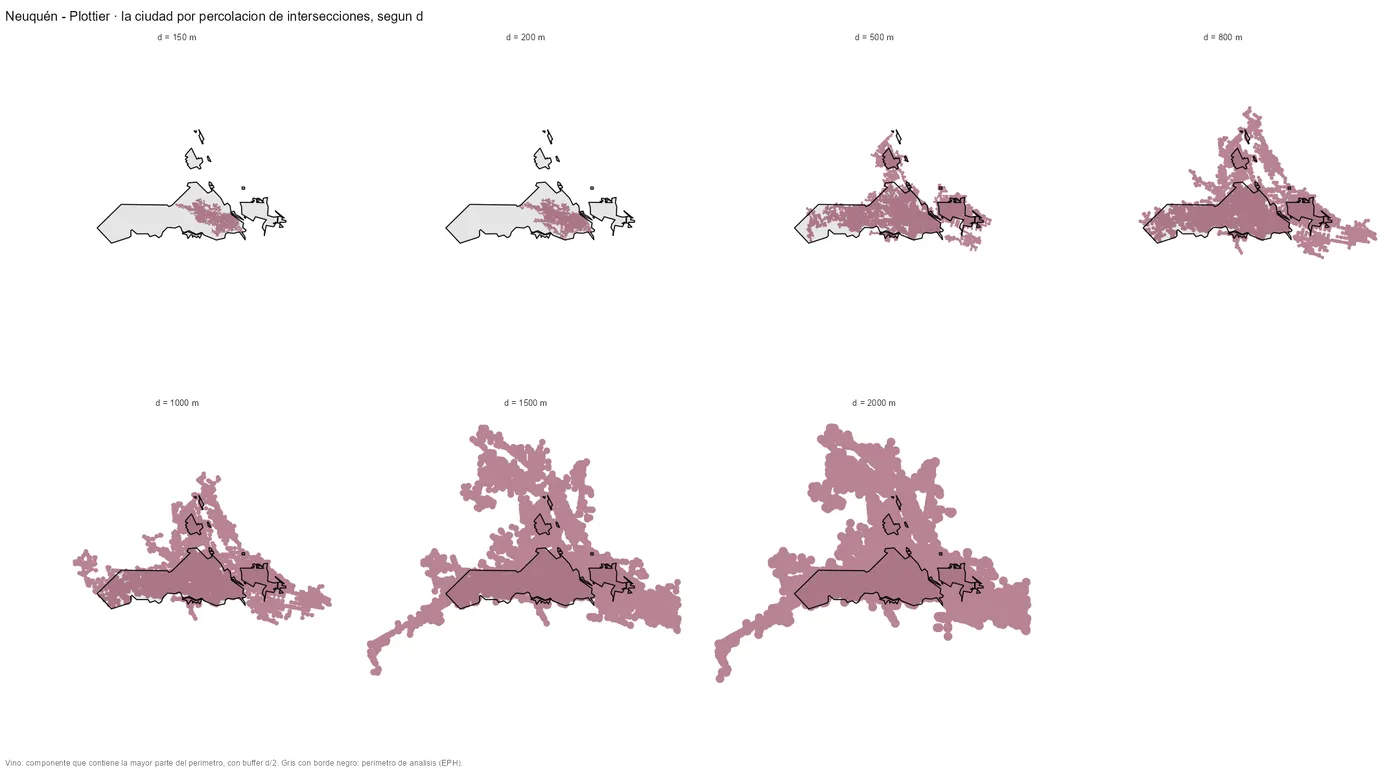 Neuquén - Plottier · la ciudad por percolacion de intersecciones, segun d
d = 150 m
d = 200 m
d = 500 m
d = 800 m
d = 1000 m
d = 1500 m
d = 2000 m
Vino: componente que contiene la mayor parte del perimetro, con buffer d/2. Gris con borde negro: perimetro de analisis (EPH).